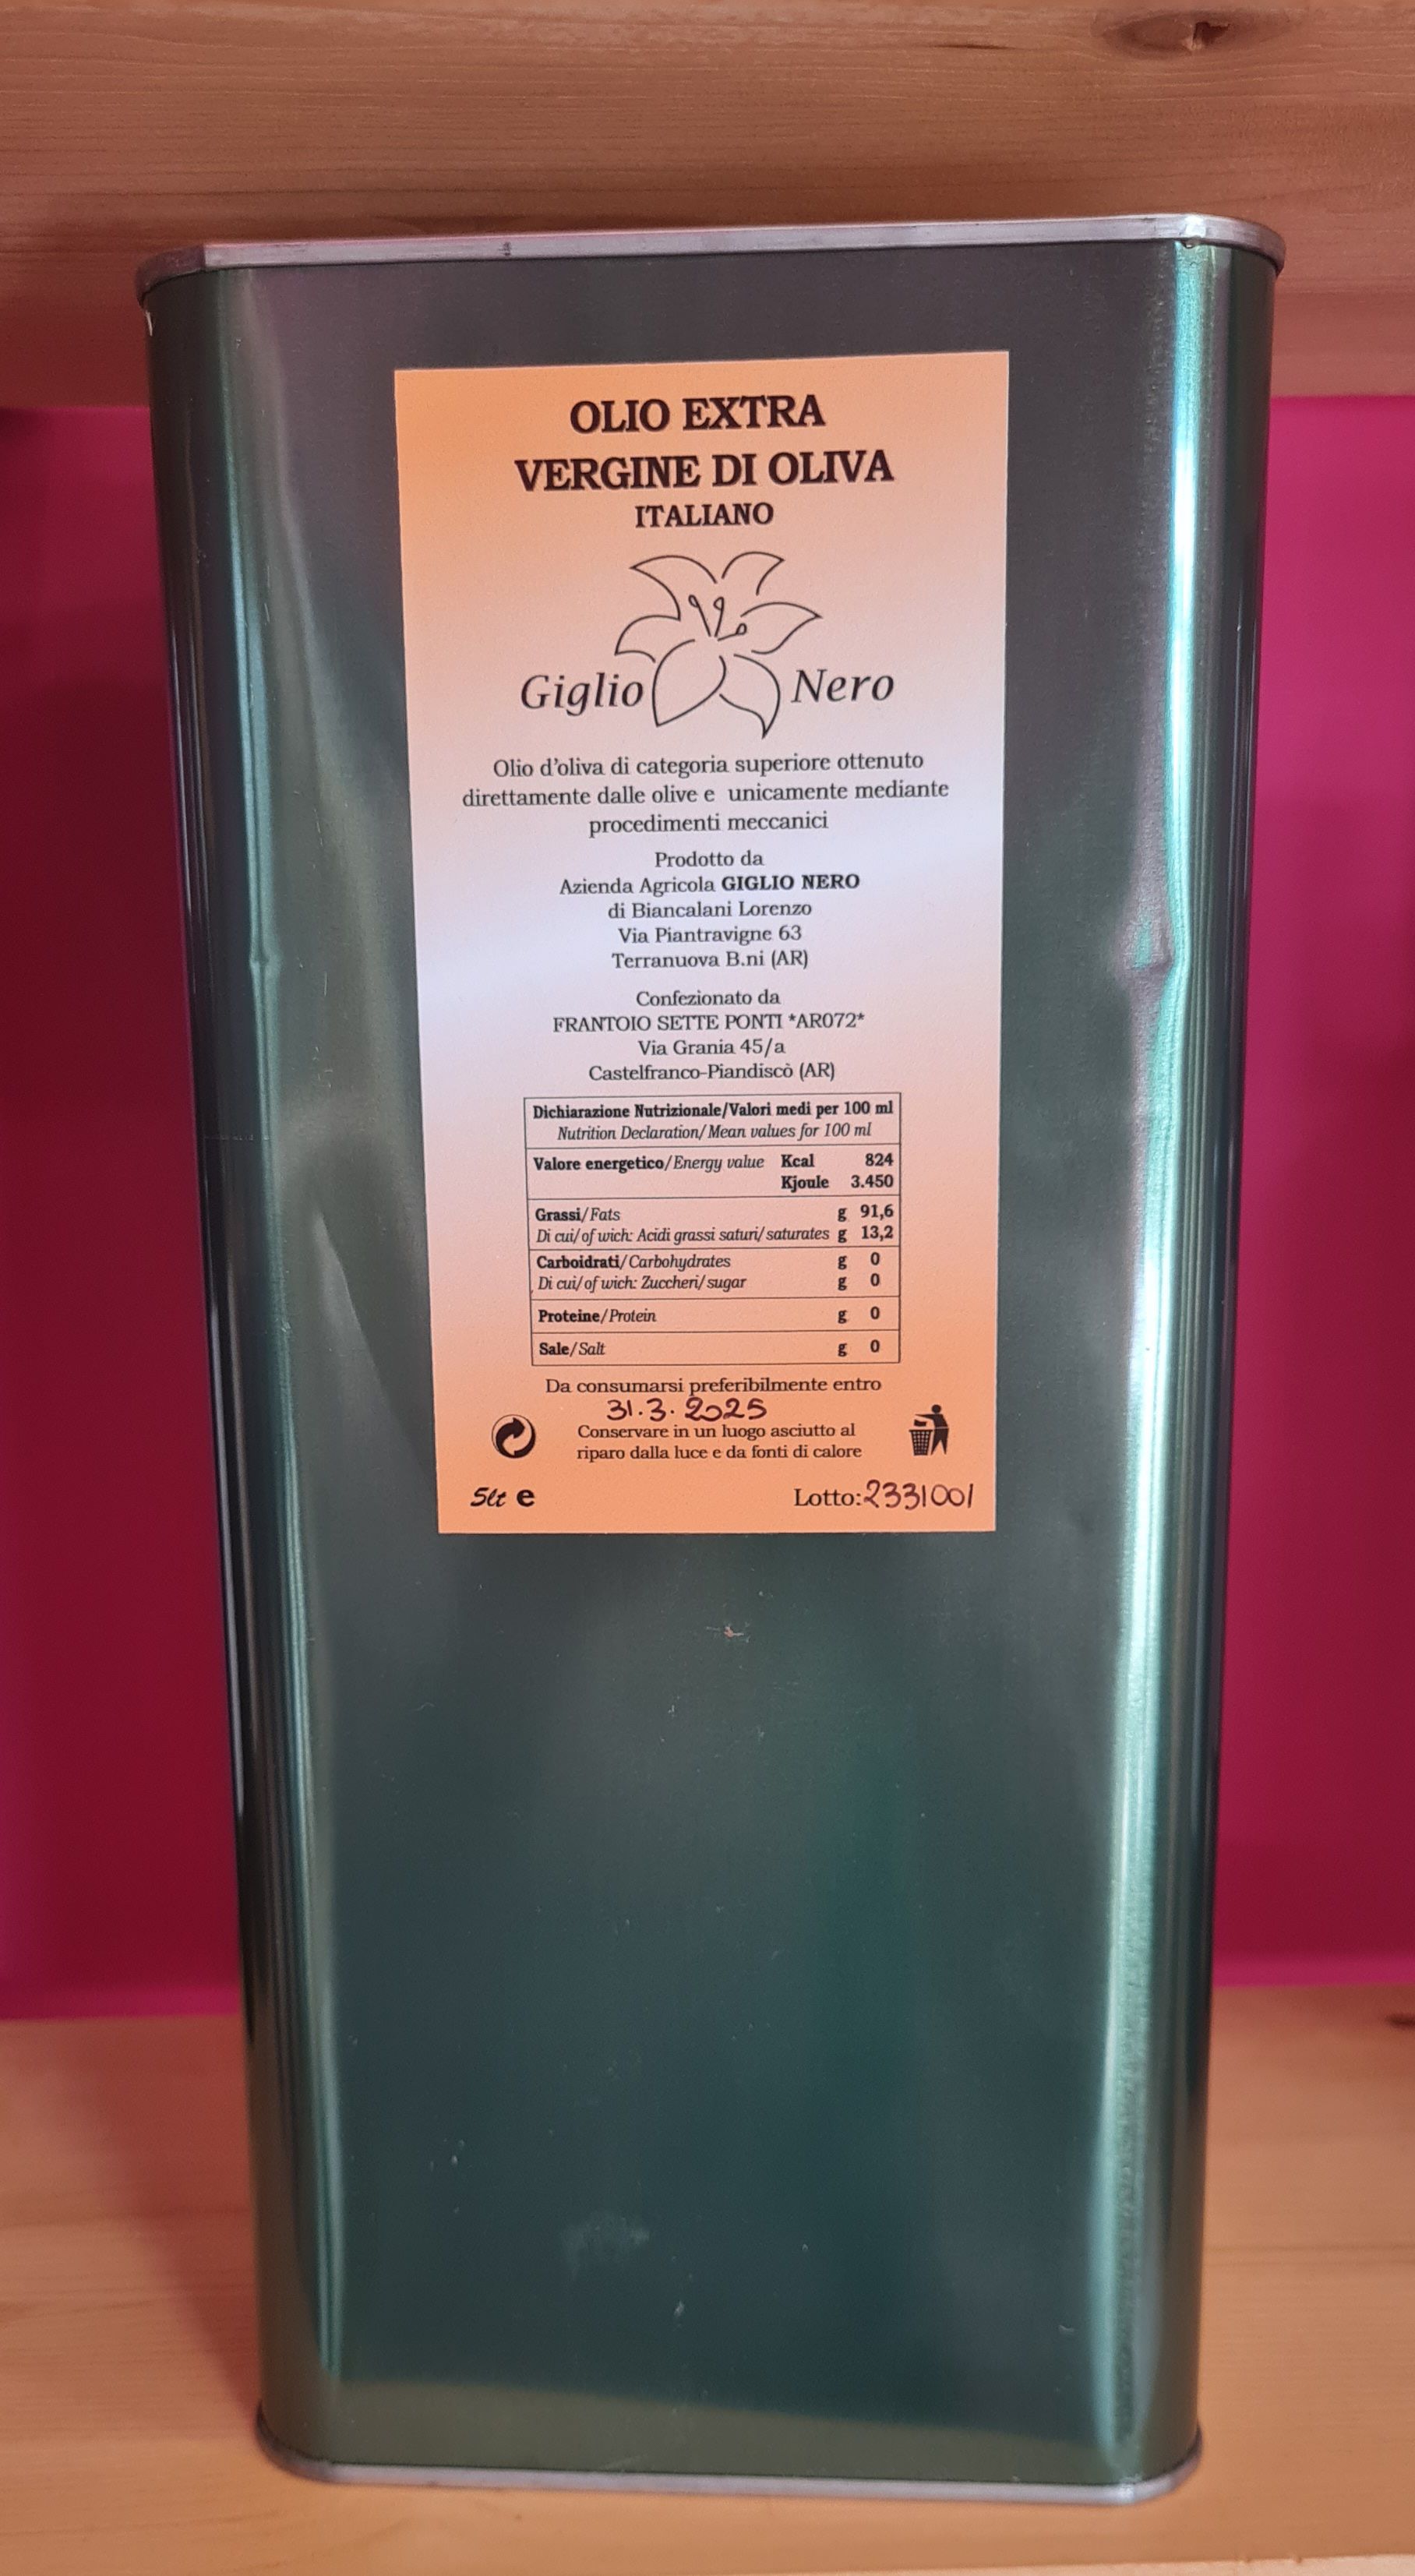 OLIO EXTRA
VERGINE DI OLIVA
ITALIANO
Giglio Nero
Olio d'oliva di categoria superiore ottenuto
direttamente dalle olive e unicamente mediante
procedimenti meccanici
Prodotto da
Azienda Agricola GIGLIO NERO
di Biancalani Lorenzo
Via Piantravigne 63
Terranuova B.ni (AR)
Confezionato da
FRANTOIO SETTE PONTI *AR072*
Via Grania 45/a
Castelfranco-Piandiscò (AR)
Dichiarazione Nutrizionale/Valori medi per 100 ml
Nutrition Declaration/Mean values for 100 ml
Valore energetico/Energy value Kcal 824
Kjoule 3.450
Grassi/Fats g 91,6
Di cui/of wich: Acidi grassi saturi/saturates g 13,2
Carboidrati/Carbohydrates g 0
Di cui/of wich: Zuccheri/sugar g 0
Proteine/Protein g 0
Sale/Salt g 0
Da consumarsi preferibilmente entro
31.3.2025
Conservare in un luogo asciutto al
riparo dalla luce e da fonti di calore
5lt e Lotto:2331001